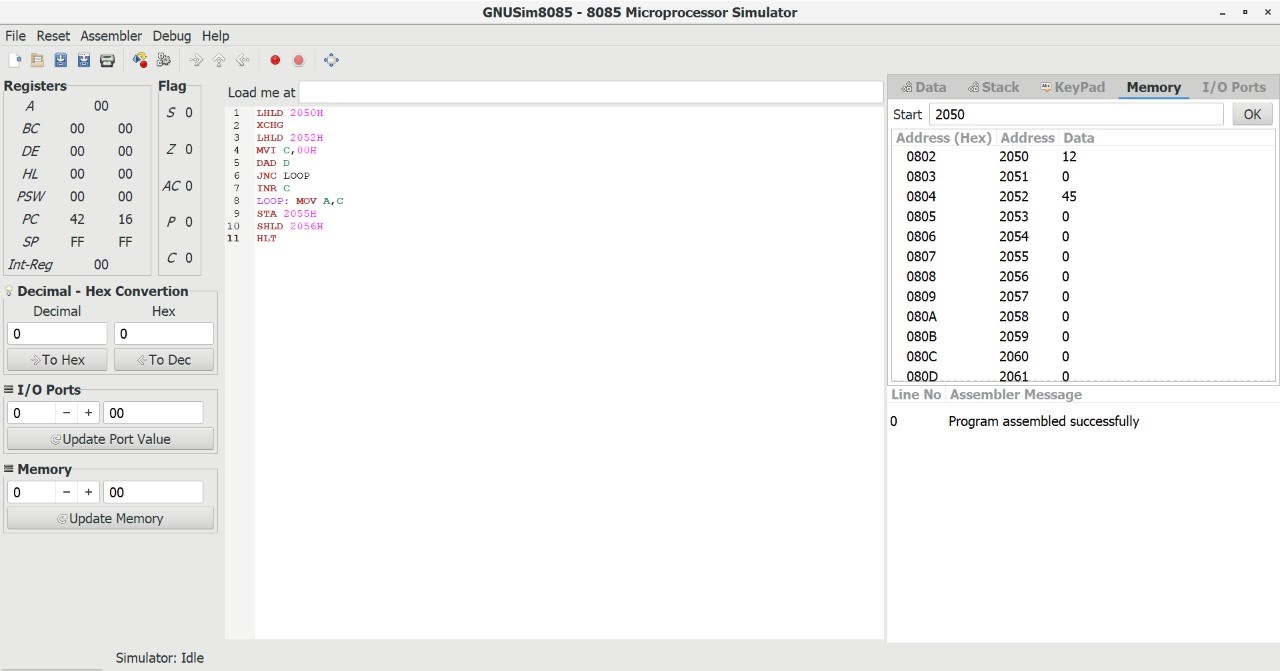 GNUSim8085 - 8085 Microprocessor Simulator
File Reset Assembler Debug Help
Registers
A 00
BC 00 00
DE 00 00
HL 00 00
PSW 00 00
PC 42 16
SP FF FF
Int-Reg 00
Flag
S 0
Z 0
AC 0
P 0
C 0
Decimal - Hex Convertion
Decimal Hex
0 0
To Hex To Dec
I/O Ports
0 - + 00
Update Port Value
Memory
0 - + 00
Update Memory
Load me at
1 LHLD 2050H
2 XCHG
3 LHLD 2052H
4 MVI C,00H
5 DAD D
6 JNC LOOP
7 INR C
8 LOOP: MOV A,C
9 STA 2055H
10 SHLD 2056H
11 HLT
Data Stack KeyPad Memory I/O Ports
Start 2050 OK
Address (Hex) Address Data
0802 2050 12
0803 2051 0
0804 2052 45
0805 2053 0
0806 2054 0
0807 2055 0
0808 2056 0
0809 2057 0
080A 2058 0
080B 2059 0
080C 2060 0
080D 2061 0
Line No Assembler Message
0 Program assembled successfully
Simulator: Idle